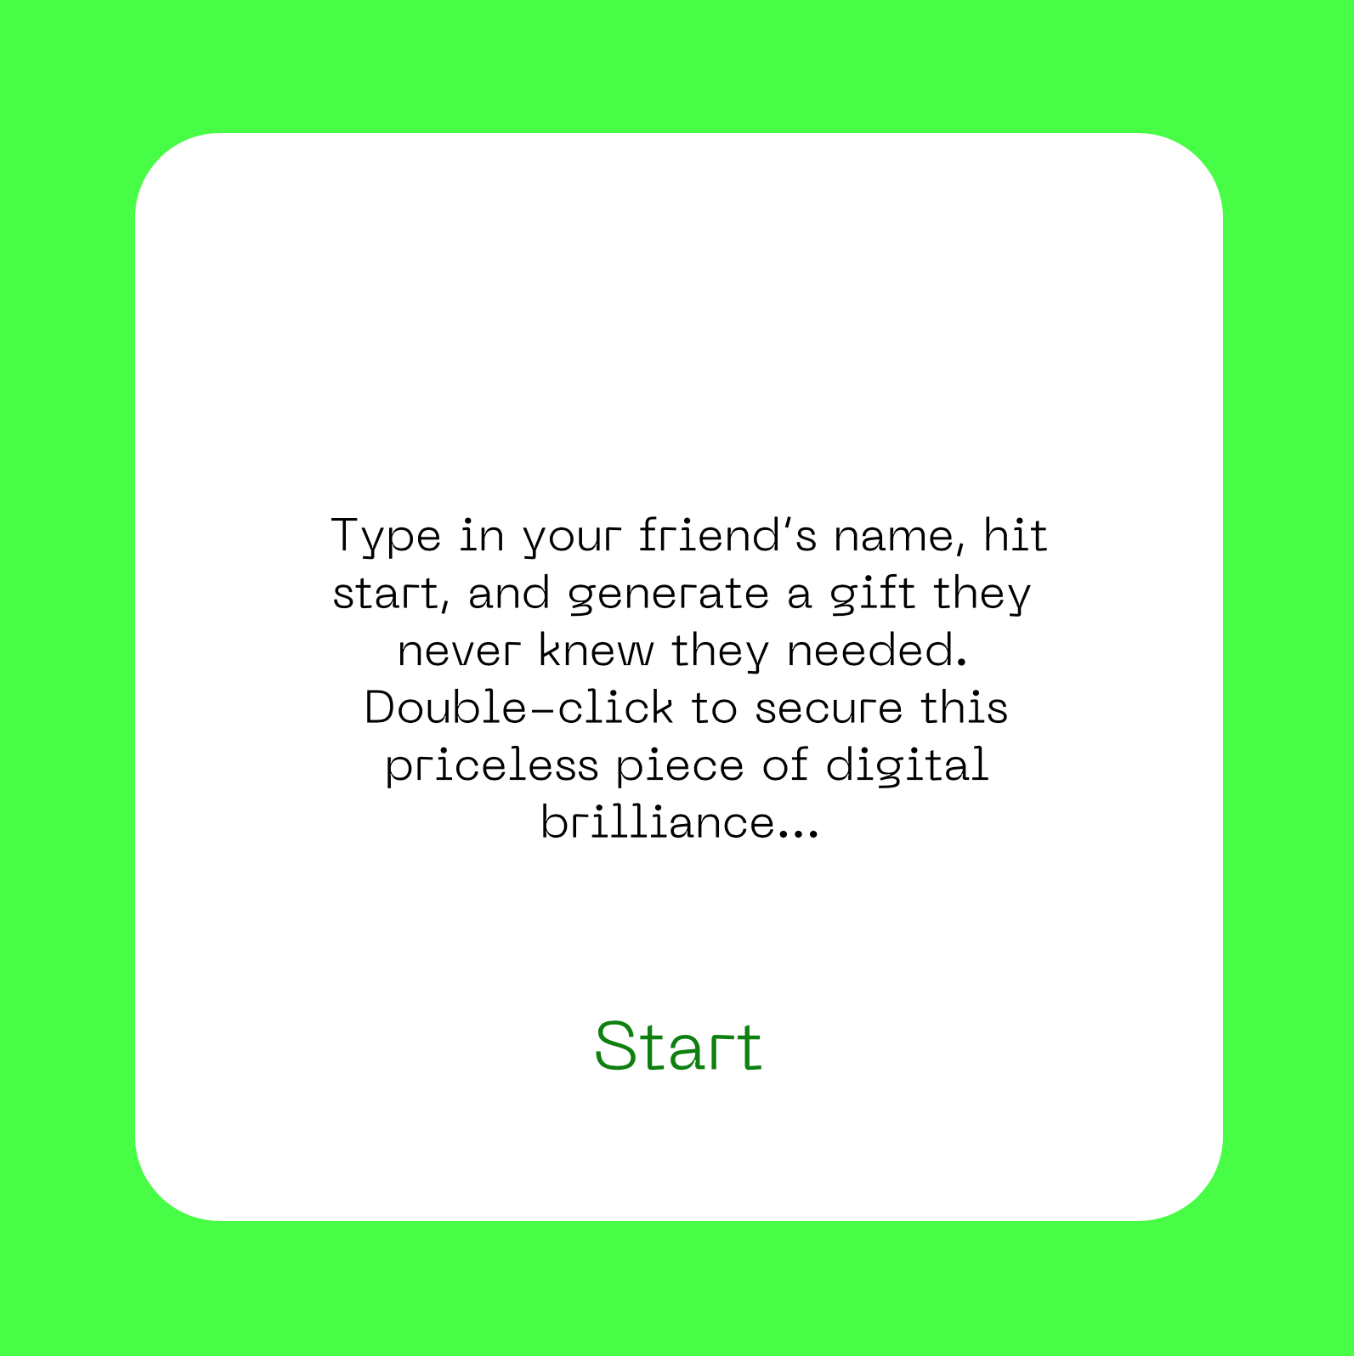 Type in your friend's name, hit
start, and generate a gift they
never knew they needed.
Double-click to secure this
priceless piece of digital
brilliance...
Start